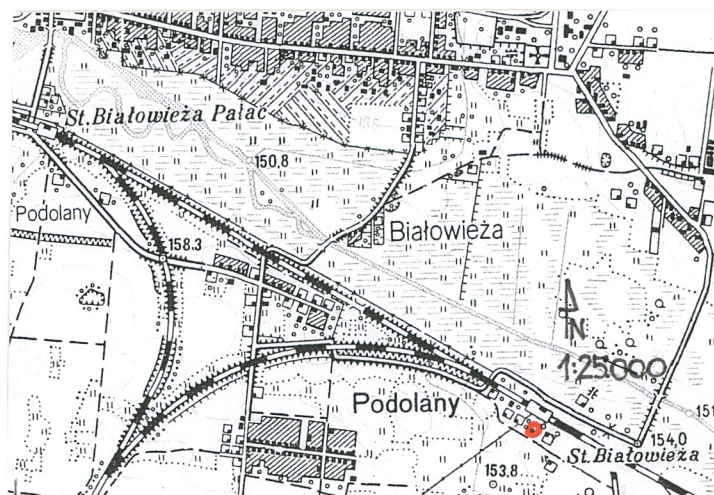 St. Białowieża Pałac
155
150,8
Podolany
Białowieża
158.3
N
1:25000
Podolany
154,0
St. Białowieża
153,8